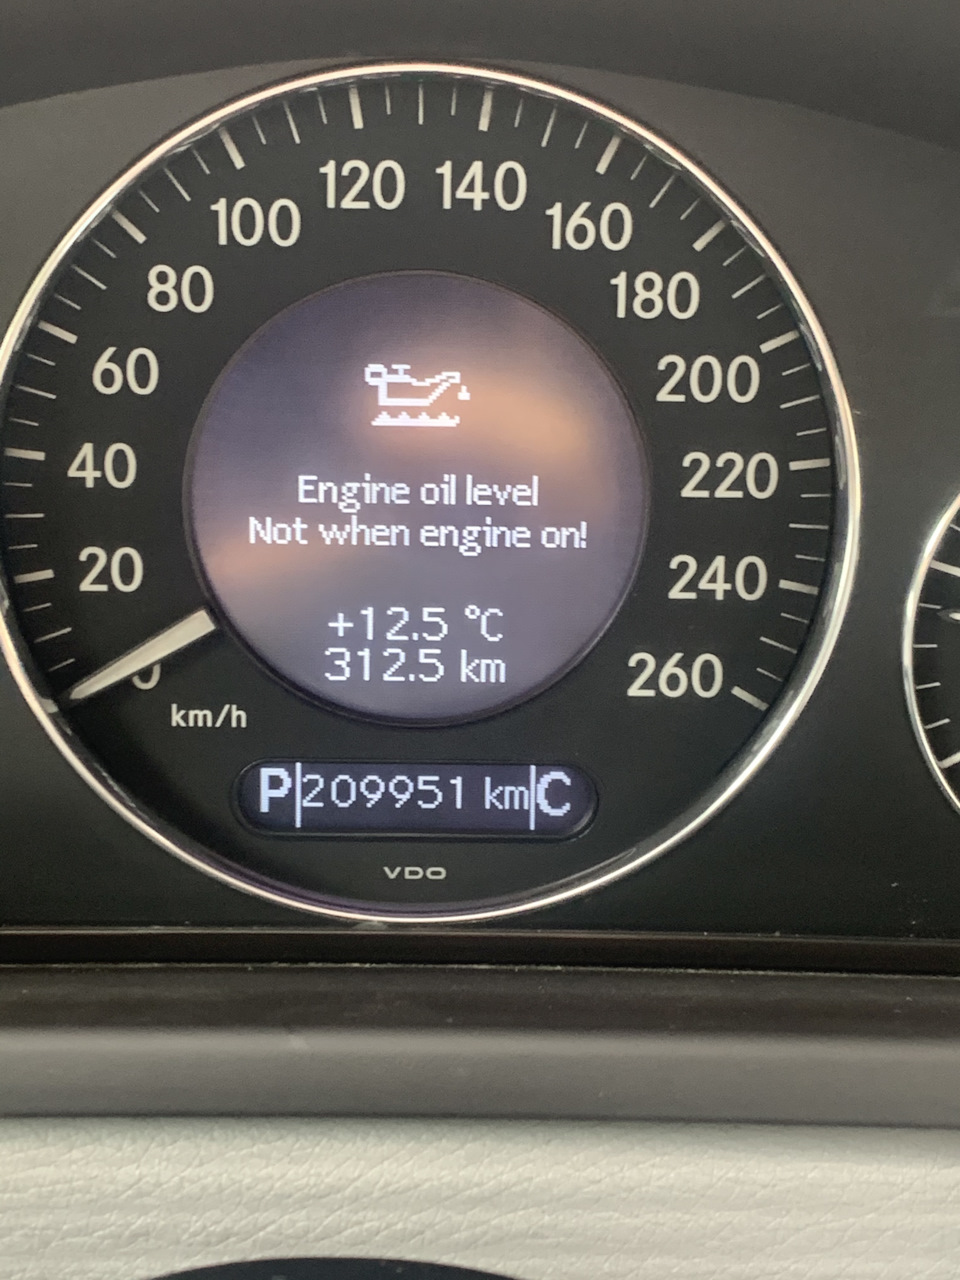 120 140
100 160
80 180
60 200
40 220
20 240
0 260
km/h
Engine oil level
Not when engine on!
+12.5 °C
312.5 km
P 209951 km C
VDO